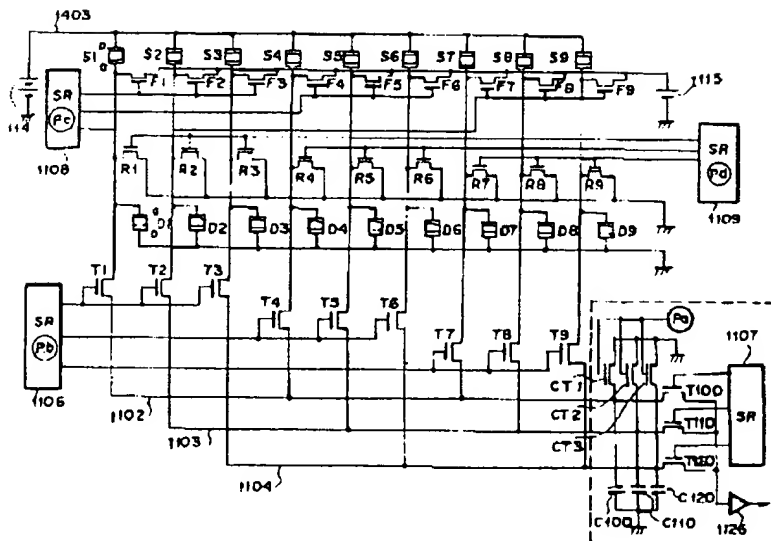 1403
S1 S2 S3 S4 S5 S6 S7 S8 S9
F1 F2 F3 F4 F5 F6 F7 F8 F9
114
1115
SR
Pc
1108
R1 R2 R3 R4 R5 R6 R7 R8 R9
SR
Pd
1109
D1 D2 D3 D4 D5 D6 D7 D8 D9
T1 T2 T3
T4 T5 T6
T7 T8 T9
SR
Pb
1106
Pa
1107
SR
CT1
CT2
CT3
T100
T110
T120
1102
1103
1104
C100
C110
C120
1126